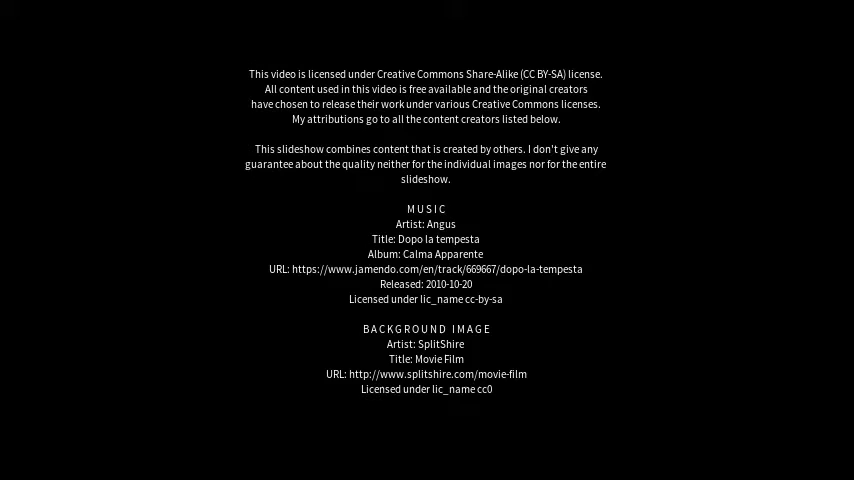 This video is licensed under Creative Commons Share-Alike (CC BY-SA) license.
All content used in this video is free available and the original creators
have chosen to release their work under various Creative Commons licenses.
My attributions go to all the content creators listed below.
This slideshow combines content that is created by others. I don't give any
guarantee about the quality neither for the individual images nor for the entire
slideshow.
MUSIC
Artist: Angus
Title: Dopo la tempesta
Album: Calma Apparente
URL: https://www.jamendo.com/en/track/669667/dopo-la-tempesta
Released: 2010-10-20
Licensed under lic_name cc-by-sa
BACKGROUND IMAGE
Artist: SplitShire
Title: Movie Film
URL: http://www.splitshire.com/movie-film
Licensed under lic_name cc0